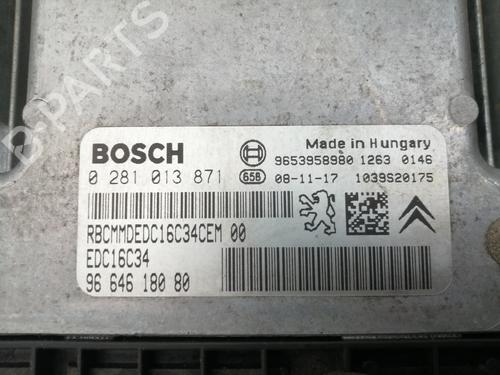 B-PARTS
BOSCH
Made in Hungary
9653958980 1263 0146
0 281 013 871
658
08-11-17 1039S20175
RBCMMDEDC16C34CEM 00
EDC16C34
96 646 180 80